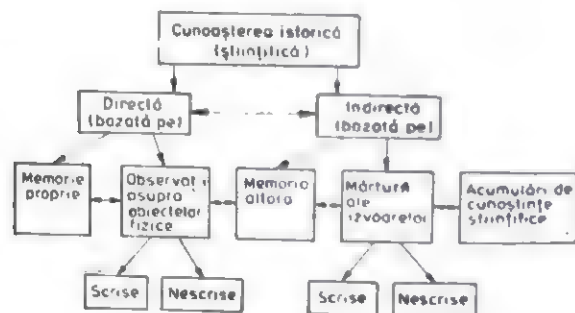 Cunoașterea istorică
(științifică)
Directă
(bazată pe)
Indirectă
(bazată pe)
Memorie
proprie
Observații
asupra
obiectelor
fizice
Memoria
altora
Mărturii
ale
izvoarelor
Acumulări de
cunoștințe
științifice
Scrise
Nescrise
Scrise
Nescrise